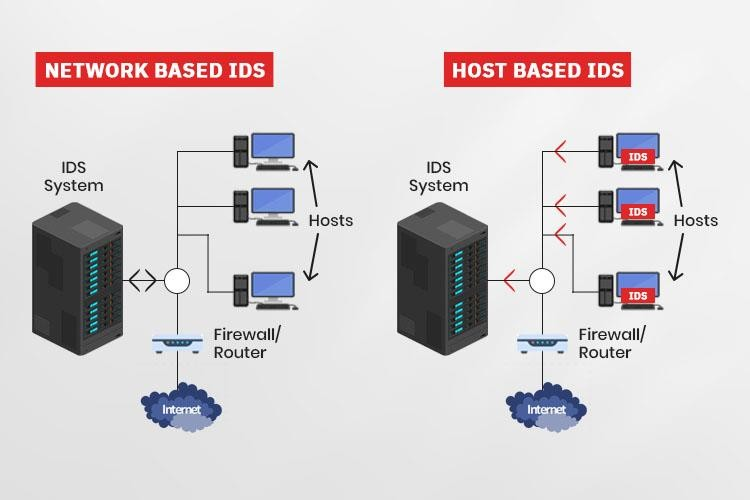 NETWORK BASED IDS
IDS
System
Hosts
Firewall/
Router
Internet
HOST BASED IDS
IDS
System
IDS
IDS
Hosts
IDS
Firewall/
Router
Internet